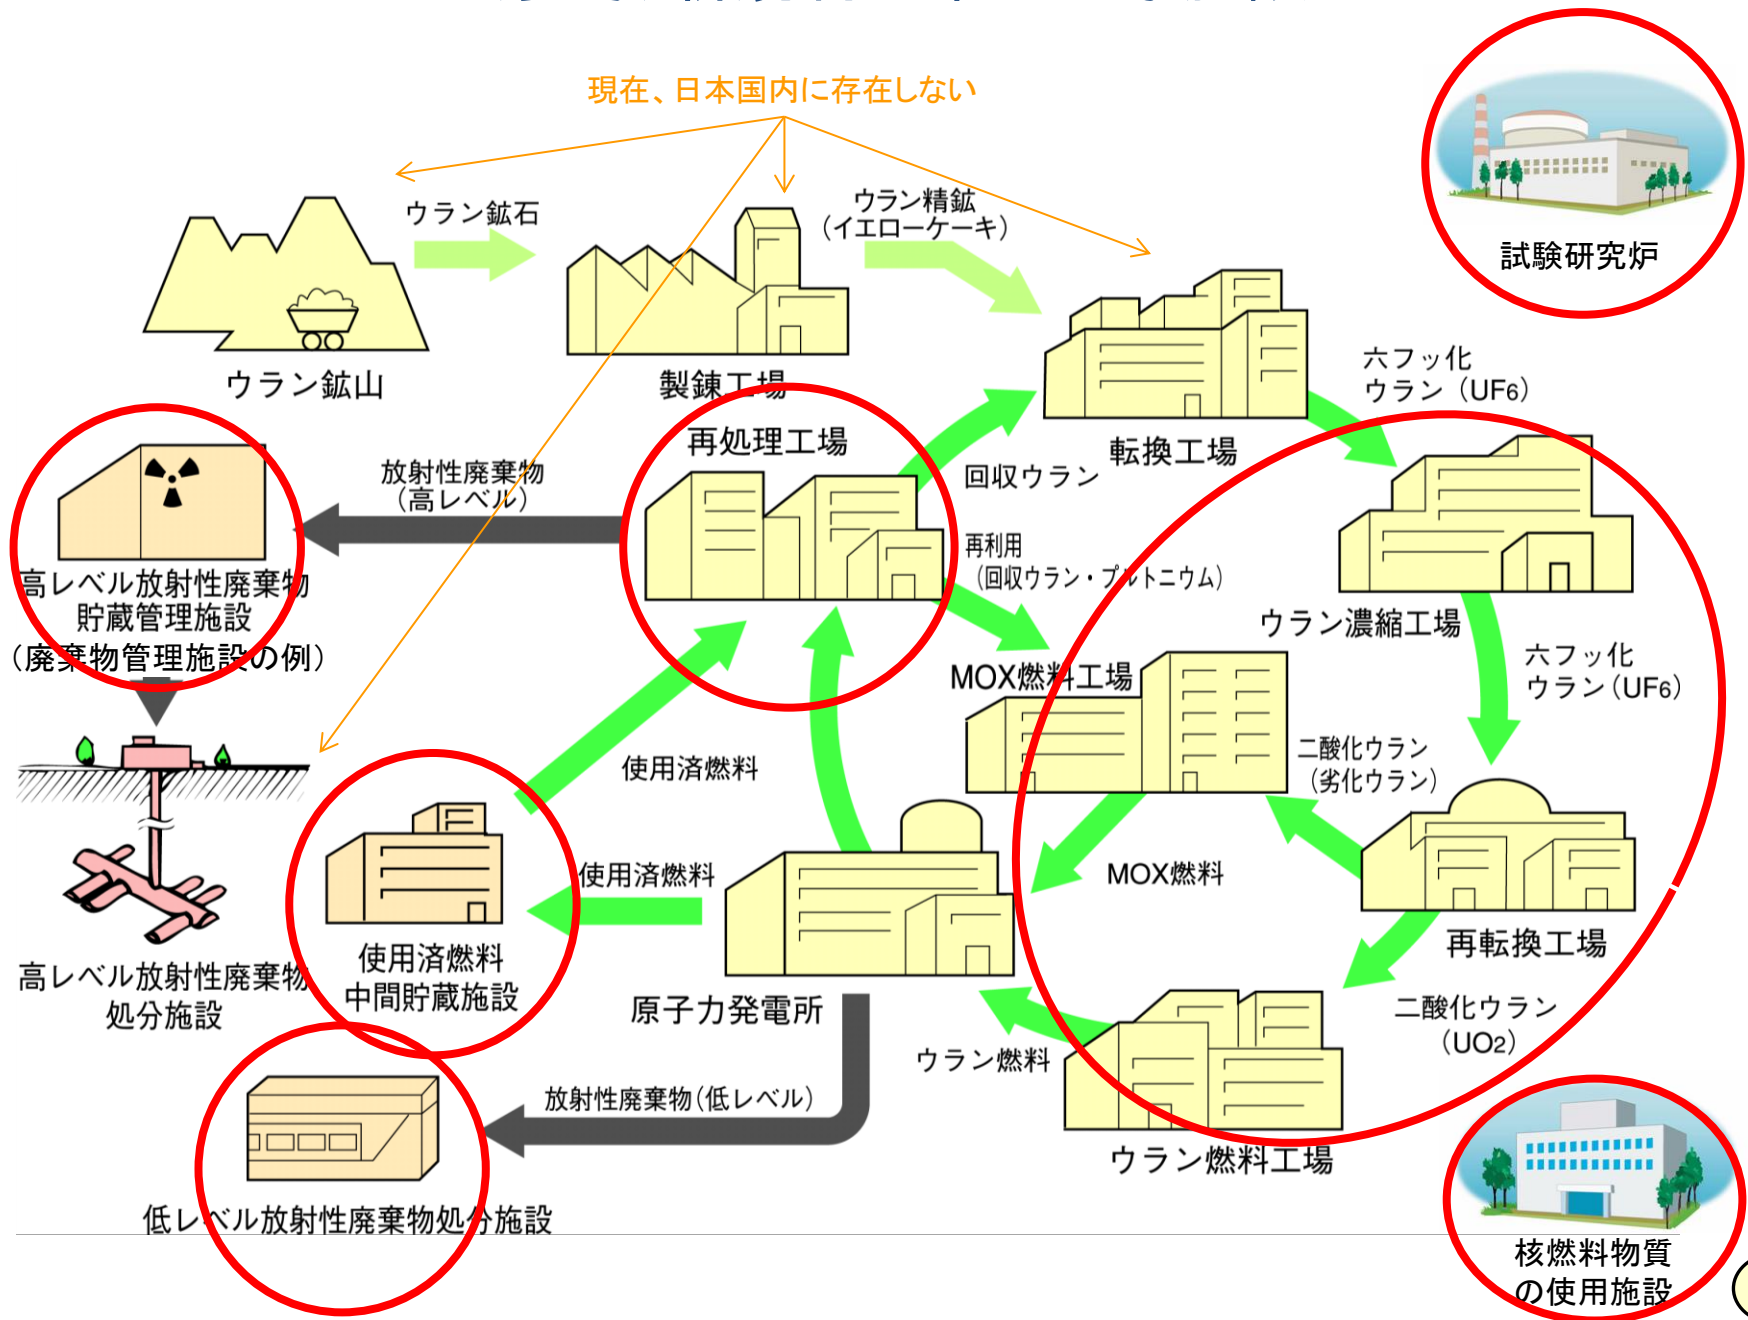 現在、日本国内に存在しない
試験研究炉
ウラン鉱石
ウラン精鉱
（イエローケーキ）
ウラン鉱山
製錬工場
転換工場
六フッ化
ウラン（UF6）
再処理工場
回収ウラン
放射性廃棄物
（高レベル）
再利用
（回収ウラン・プルトニウム）
高レベル放射性廃棄物
貯蔵管理施設
（廃棄物管理施設の例）
ウラン濃縮工場
六フッ化
ウラン（UF6）
MOX燃料工場
二酸化ウラン
（劣化ウラン）
使用済燃料
使用済燃料
MOX燃料
再転換工場
高レベル放射性廃棄物
処分施設
使用済燃料
中間貯蔵施設
原子力発電所
二酸化ウラン
（UO2）
ウラン燃料
放射性廃棄物（低レベル）
ウラン燃料工場
低レベル放射性廃棄物処分施設
核燃料物質
の使用施設